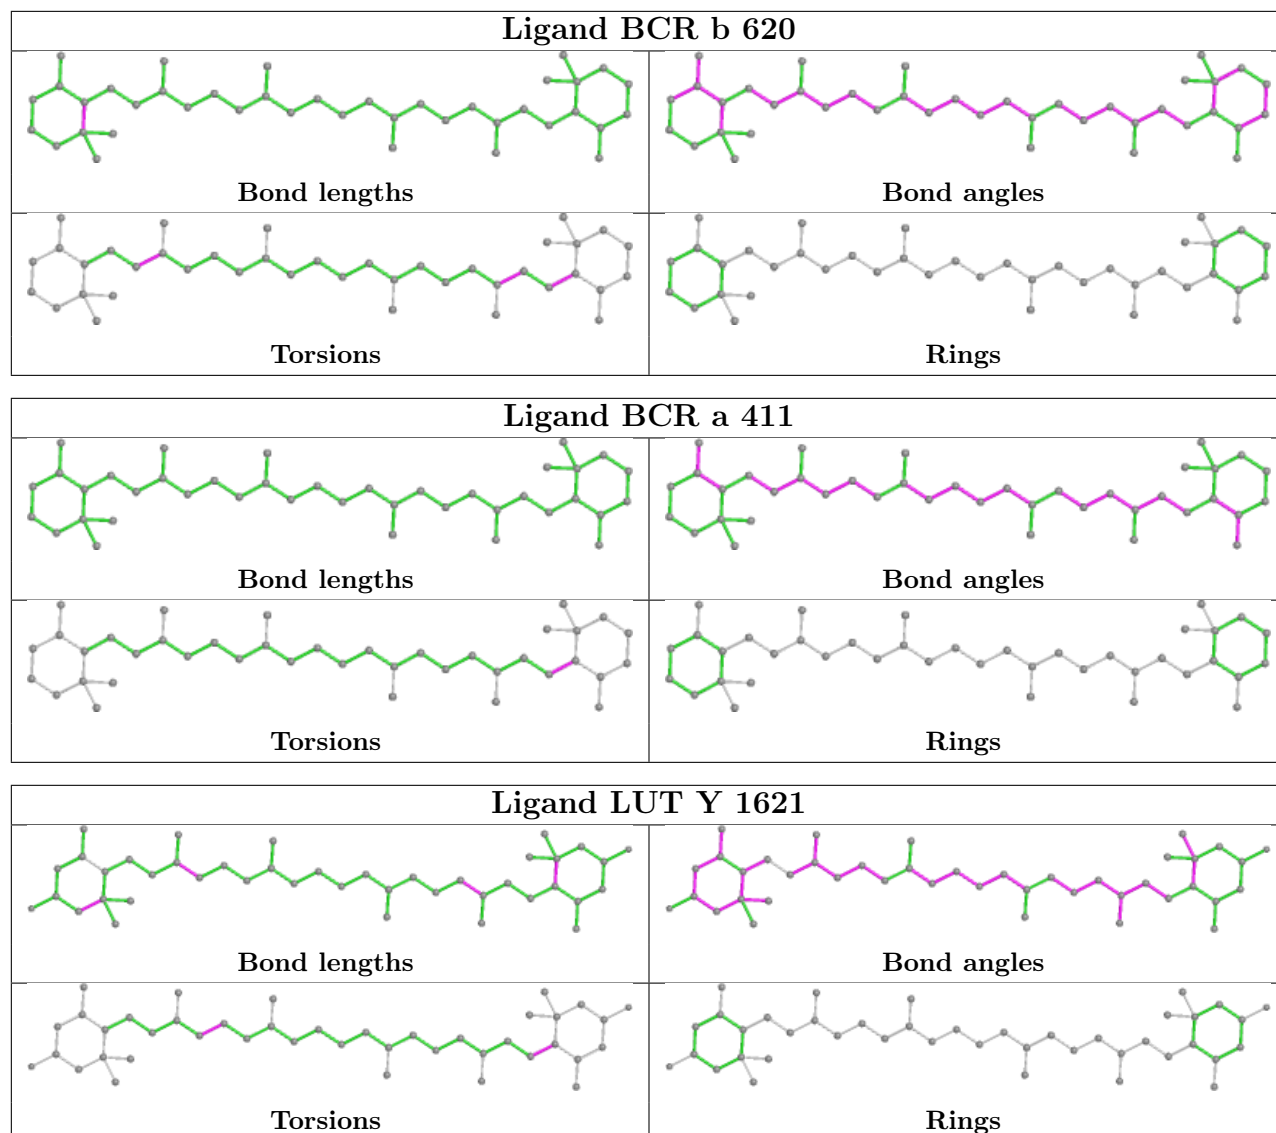 Ligand BCR b 620
Bond lengths
Bond angles
Torsions
Rings
Ligand BCR a 411
Bond lengths
Bond angles
Torsions
Rings
Ligand LUT Y 1621
Bond lengths
Bond angles
Torsions
Rings